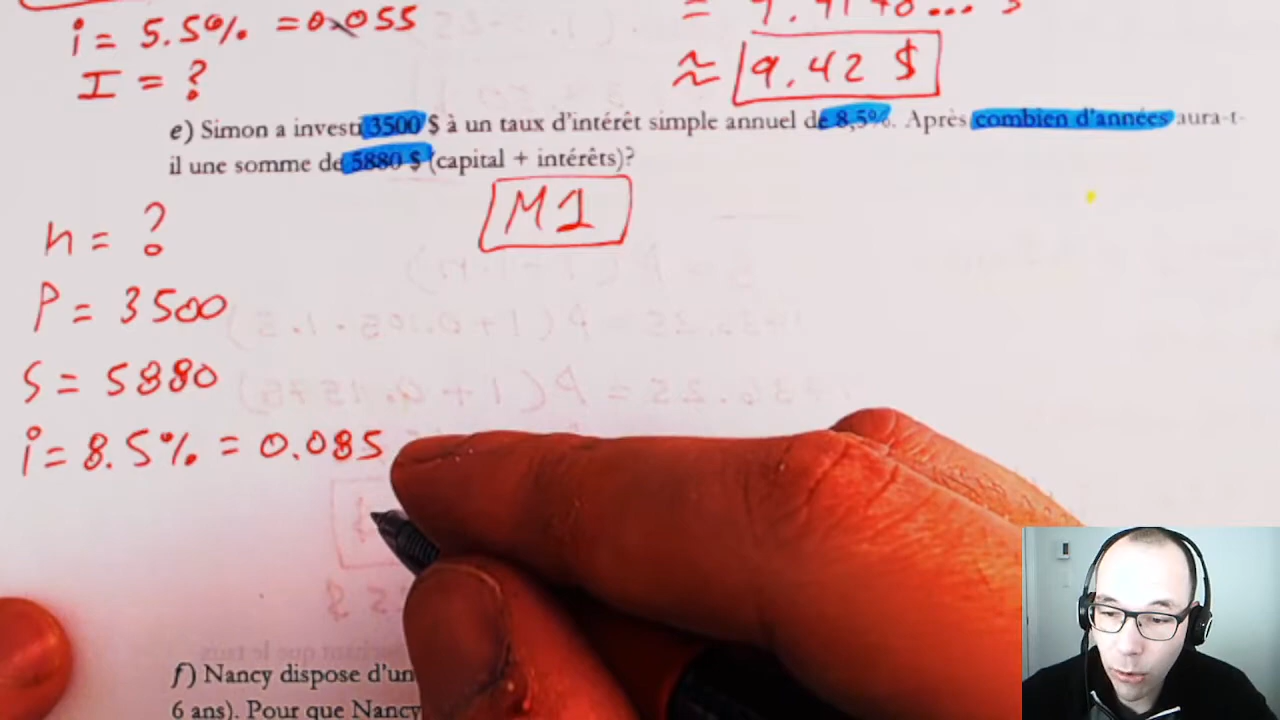 i = 5.5% = 0.055
I = ?
≈ 9.42 $
e) Simon a investi 3500 $ à un taux d'intérêt simple annuel de 8,5%. Après combien d'années aura-t-
il une somme de 5880 $ (capital + intérêts)?
M1
n = ?
P = 3500
S = 5880
i = 8.5% = 0.085
f) Nancy dispose d'un
6 ans). Pour que Nancy